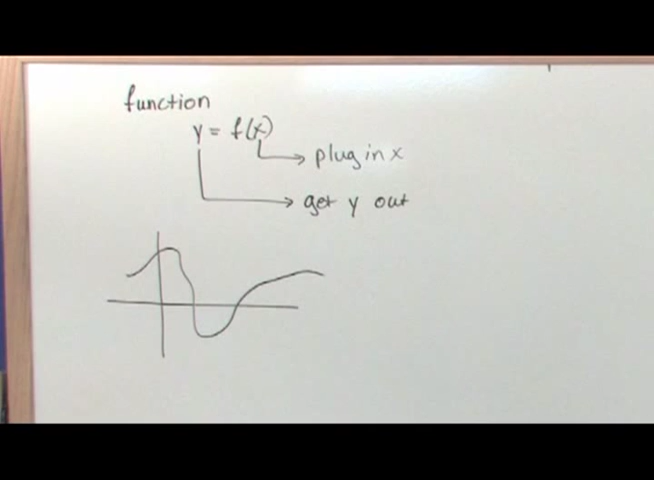 function
y = f(x)
plug in x
get y out